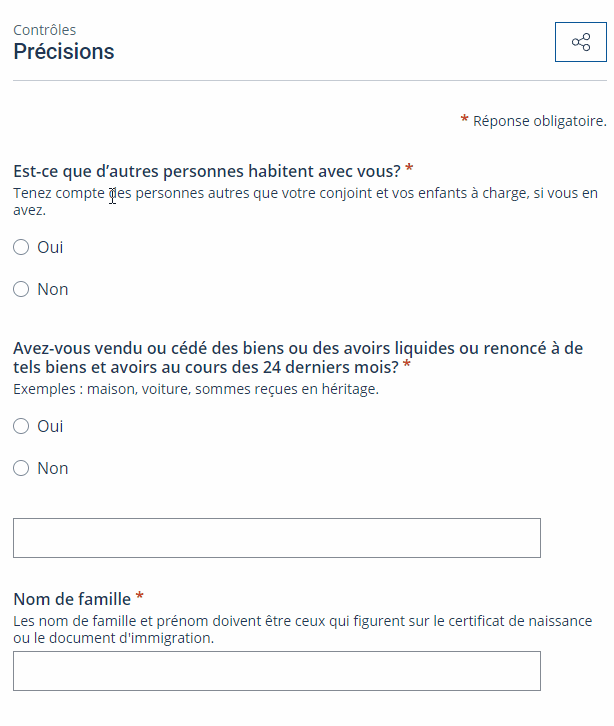 Contrôles
Précisions
* Réponse obligatoire.
Est-ce que d’autres personnes habitent avec vous? *
Tenez compte des personnes autres que votre conjoint et vos enfants à charge, si vous en
avez.
Oui
Non
Avez-vous vendu ou cédé des biens ou des avoirs liquides ou renoncé à de
tels biens et avoirs au cours des 24 derniers mois? *
Exemples : maison, voiture, sommes reçues en héritage.
Oui
Non
Nom de famille *
Les nom de famille et prénom doivent être ceux qui figurent sur le certificat de naissance
ou le document d'immigration.